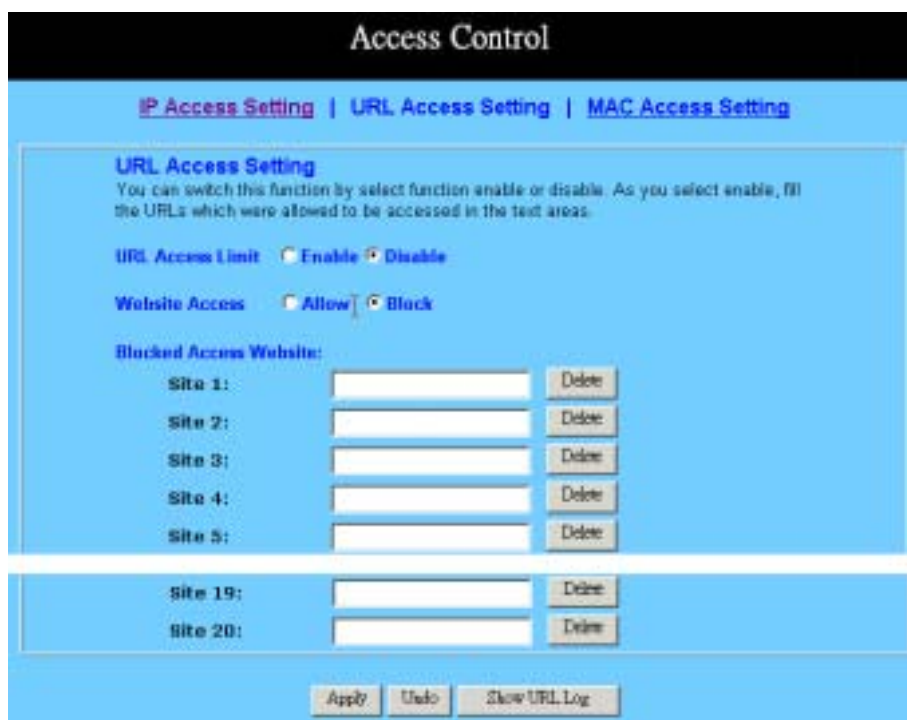 Access Control
IP Access Setting | URL Access Setting | MAC Access Setting
URL Access Setting
You can switch this function by select function enable or disable. As you select enable, fill
the URLs which were allowed to be accessed in the text areas.
URL Access Limit Enable Disable
Website Access Allow Block
Blocked Access Website:
Site 1: Delete
Site 2: Delete
Site 3: Delete
Site 4: Delete
Site 5: Delete
Site 19: Delete
Site 20: Delete
Apply Undo Show URL Log